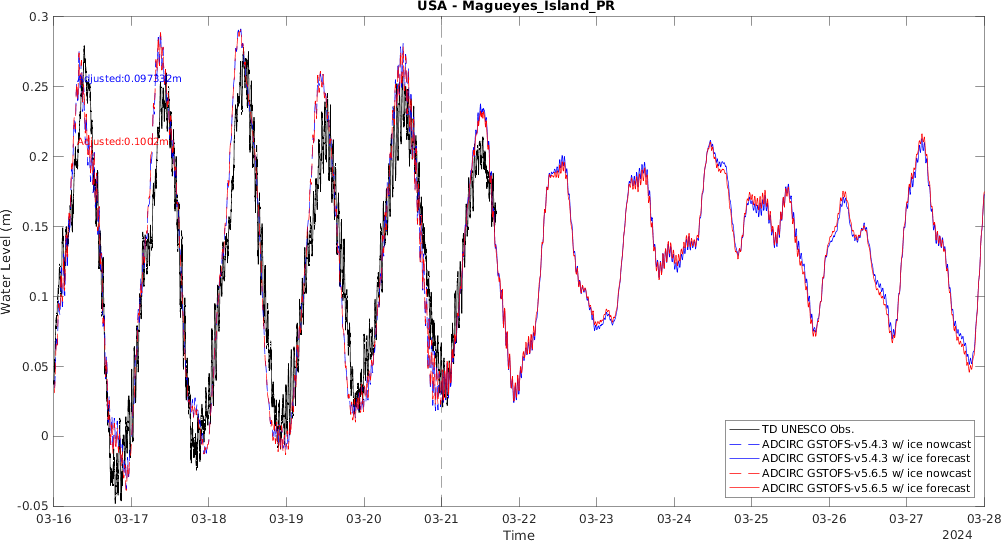 USA - Magueyes_Island_PR
0.3
0.25
0.2
0.15
0.1
0.05
0
-0.05
Water Level (m)
Adjusted:0.097332m
Adjusted:0.1002m
TD UNESCO Obs.
ADCIRC GSTOFS-v5.4.3 w/ ice nowcast
ADCIRC GSTOFS-v5.4.3 w/ ice forecast
ADCIRC GSTOFS-v5.6.5 w/ ice nowcast
ADCIRC GSTOFS-v5.6.5 w/ ice forecast
03-16 03-17 03-18 03-19 03-20 03-21 03-22 03-23 03-24 03-25 03-26 03-27 03-28
Time
2024